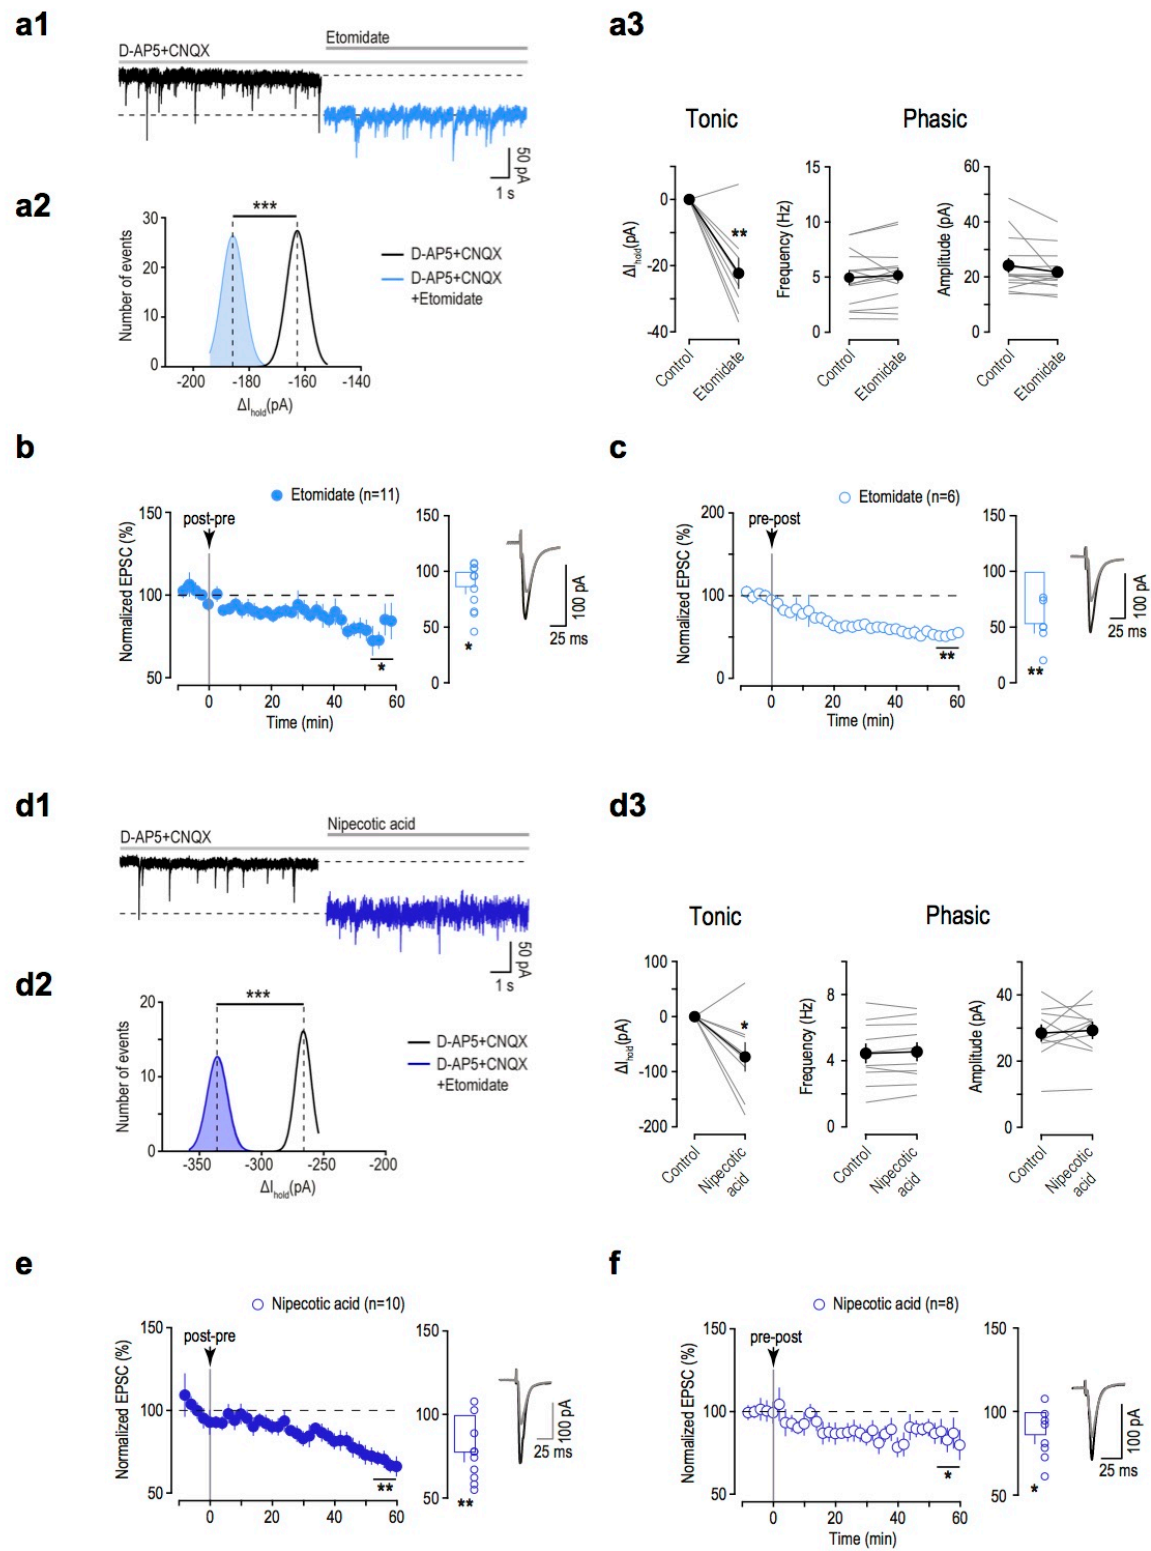 a1
D-AP5+CNQX
Etomidate
50 pA
1 s
a2
***
Number of events
30
20
10
0
-200
-180
-160
-140
ΔIhold(pA)
D-AP5+CNQX
D-AP5+CNQX
+Etomidate
a3
Tonic
Phasic
ΔIhold(pA)
0
-20
-40
**
Control
Etomidate
Frequency (Hz)
15
10
5
0
Control
Etomidate
Amplitude (pA)
60
40
20
0
Control
Etomidate
b
Etomidate (n=11)
Normalized EPSC (%)
150
100
50
post-pre
*
0
20
40
60
Time (min)
150
100
50
0
*
100 pA
25 ms
c
Etomidate (n=6)
Normalized EPSC (%)
200
100
0
pre-post
**
0
20
40
60
Time (min)
150
100
50
0
**
100 pA
25 ms
d1
D-AP5+CNQX
Nipecotic acid
50 pA
1 s
d2
***
Number of events
20
10
0
-350
-300
-250
-200
ΔIhold(pA)
D-AP5+CNQX
D-AP5+CNQX
+Etomidate
d3
Tonic
Phasic
ΔIhold(pA)
100
0
-100
-200
*
Control
Nipecotic
acid
Frequency (Hz)
8
4
0
Control
Nipecotic
acid
Amplitude (pA)
40
20
0
Control
Nipecotic
acid
e
Nipecotic acid (n=10)
Normalized EPSC (%)
150
100
50
post-pre
**
0
20
40
60
150
100
50
**
100 pA
25 ms
f
Nipecotic acid (n=8)
Normalized EPSC (%)
150
100
50
pre-post
*
0
20
40
60
Time (min)
150
100
50
*
100 pA
25 ms